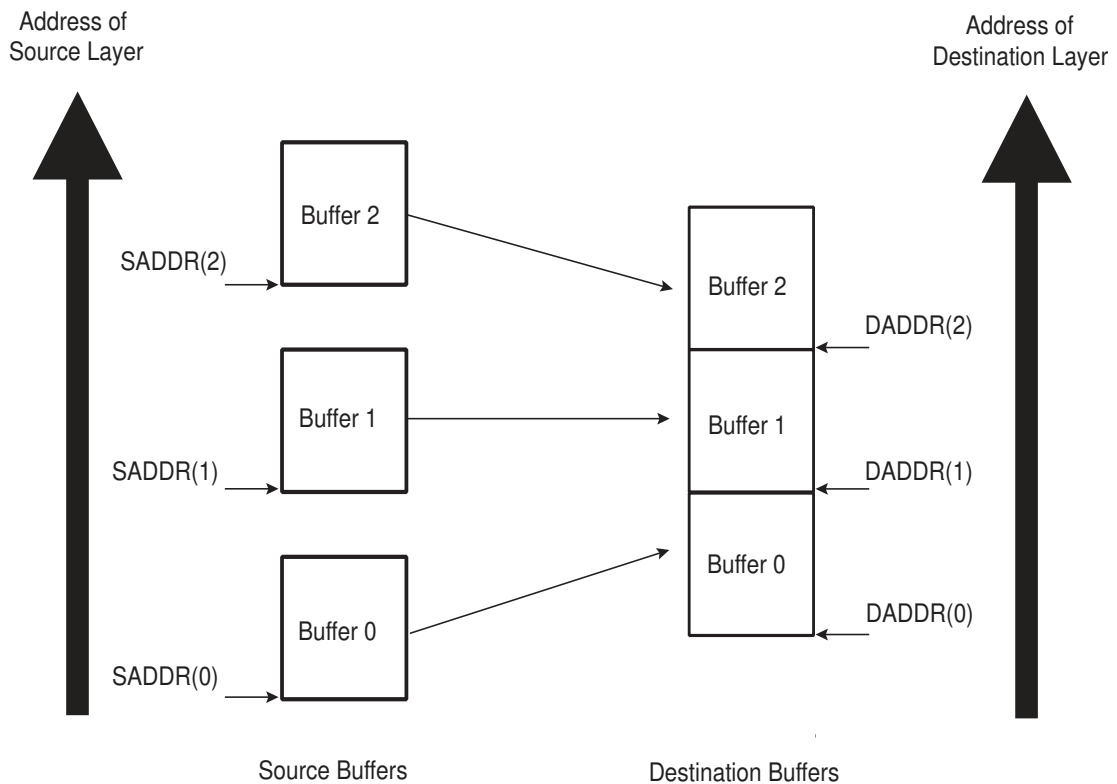 Address of
Source Layer
Address of
Destination Layer
Buffer 2
SADDR(2)
Buffer 2
DADDR(2)
Buffer 1
Buffer 1
SADDR(1)
DADDR(1)
Buffer 0
Buffer 0
DADDR(0)
SADDR(0)
Source Buffers
Destination Buffers